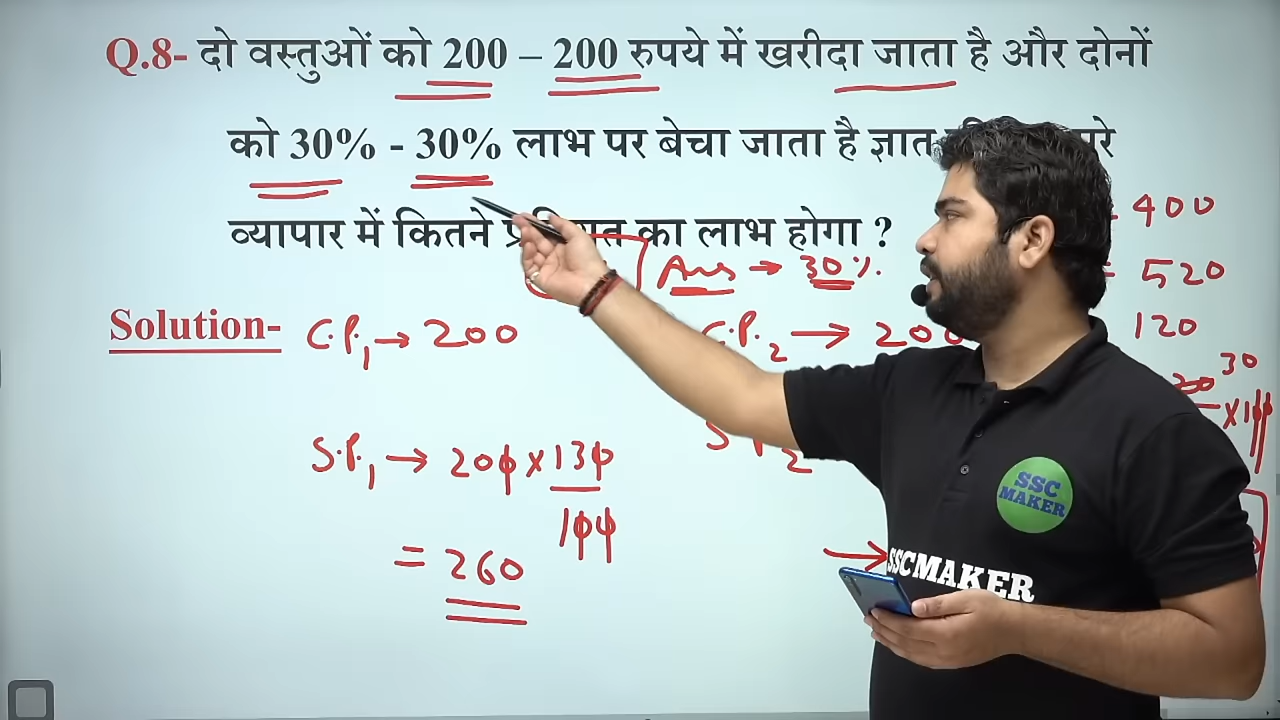 Q.8- दो वस्तुओं को 200 – 200 रुपये में खरीदा जाता है और दोनों
को 30% - 30% लाभ पर बेचा जाता है ज्ञात
व्यापार में कितने का लाभ होगा ?
= 400
Ans → 30%.
= 520
Solution-
C.P.1 → 200
C.P.2 → 200
120
30
×100
S.P.1 → 200 × 130
100
S.P.2
= 260
SSC
MAKER
SSCMAKER